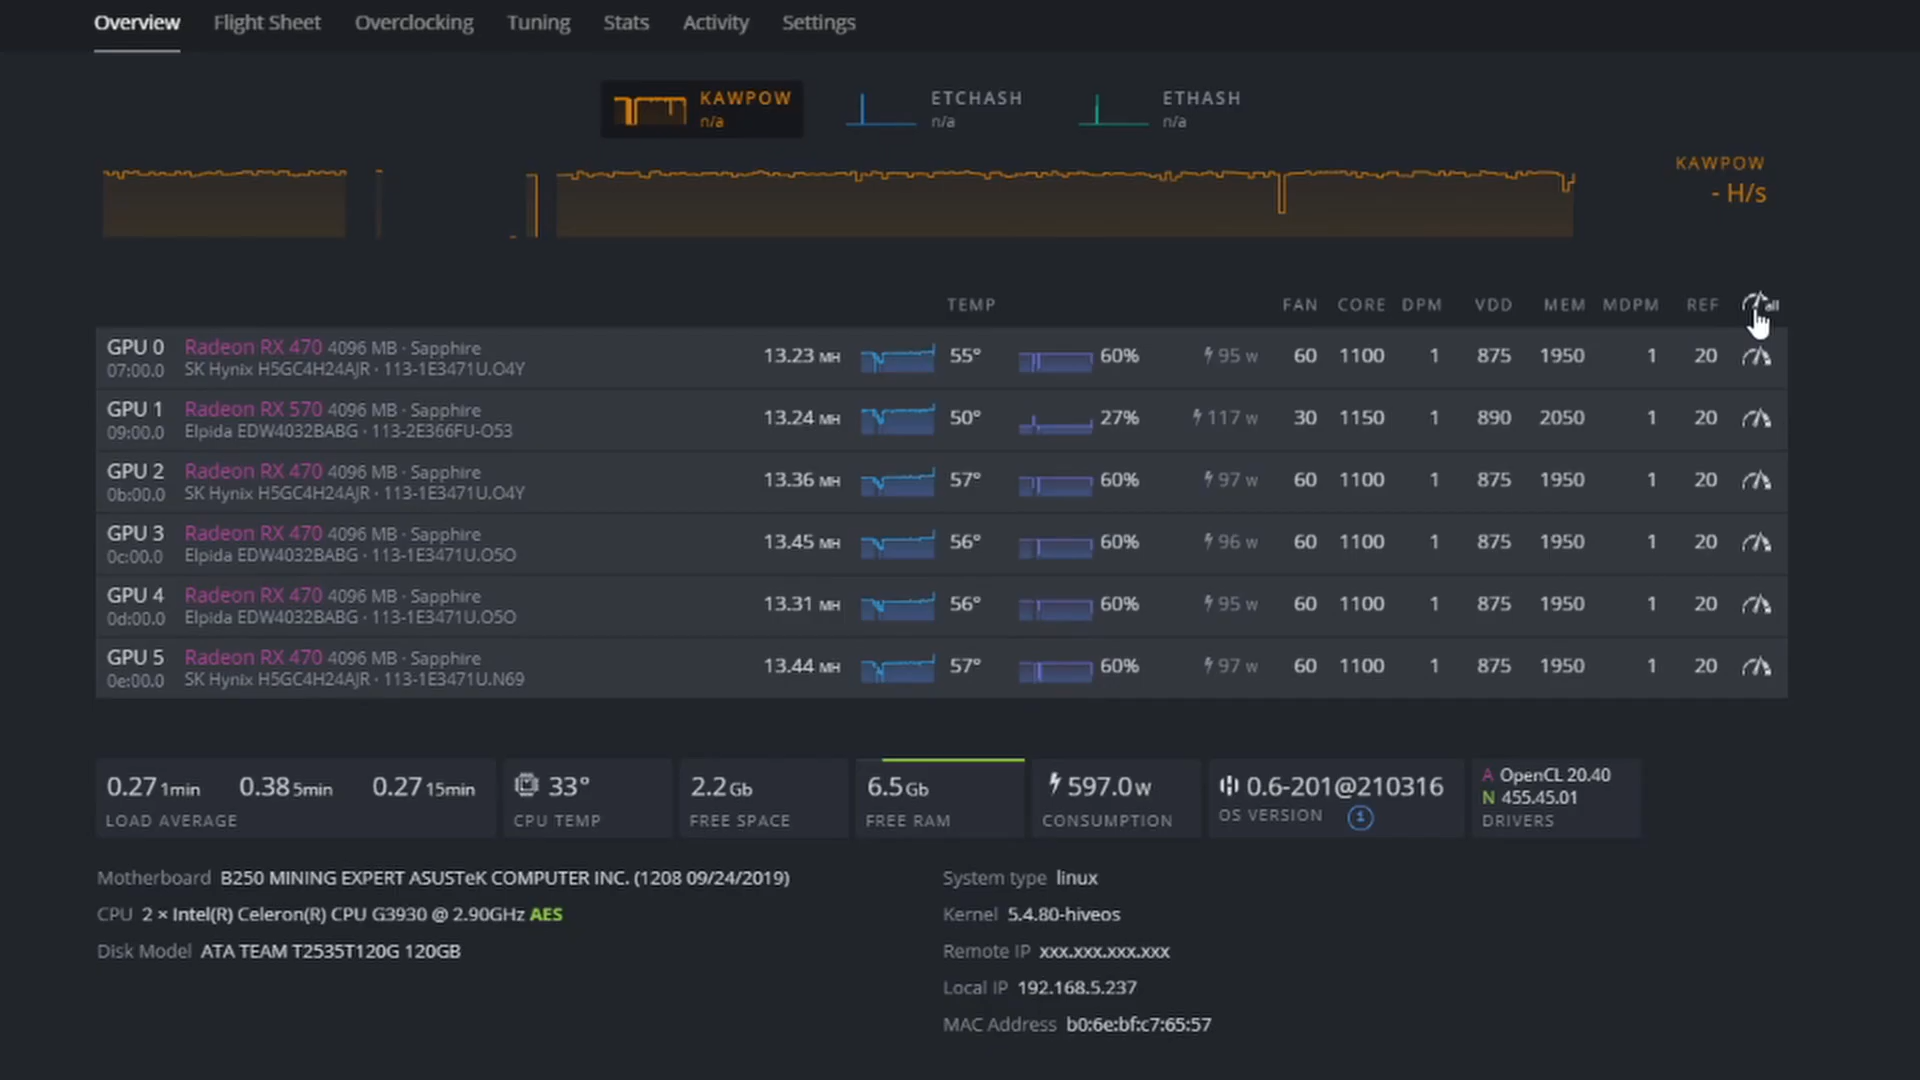 Overview Flight Sheet Overclocking Tuning Stats Activity Settings
KAWPOW
n/a
ETCHASH
n/a
ETHASH
n/a
KAWPOW
- H/s
TEMP FAN CORE DPM VDD MEM MDPM REF all
GPU 0 Radeon RX 470 4096 MB · Sapphire 13.23 MH 55° 60% 95 w 60 1100 1 875 1950 1 20
07:00.0 SK Hynix H5GC4H24AJR · 113-1E3471U.O4Y
GPU 1 Radeon RX 570 4096 MB · Sapphire 13.24 MH 50° 27% 117 w 30 1150 1 890 2050 1 20
09:00.0 Elpida EDW4032BABG · 113-2E366FU-O53
GPU 2 Radeon RX 470 4096 MB · Sapphire 13.36 MH 57° 60% 97 w 60 1100 1 875 1950 1 20
0b:00.0 SK Hynix H5GC4H24AJR · 113-1E3471U.O4Y
GPU 3 Radeon RX 470 4096 MB · Sapphire 13.45 MH 56° 60% 96 w 60 1100 1 875 1950 1 20
0c:00.0 Elpida EDW4032BABG · 113-1E3471U.O5O
GPU 4 Radeon RX 470 4096 MB · Sapphire 13.31 MH 56° 60% 95 w 60 1100 1 875 1950 1 20
0d:00.0 Elpida EDW4032BABG · 113-1E3471U.O5O
GPU 5 Radeon RX 470 4096 MB · Sapphire 13.44 MH 57° 60% 97 w 60 1100 1 875 1950 1 20
0e:00.0 SK Hynix H5GC4H24AJR · 113-1E3471U.N69
0.27 1min 0.38 5min 0.27 15min
LOAD AVERAGE
33°
CPU TEMP
2.2 Gb
FREE SPACE
6.5 Gb
FREE RAM
597.0 w
CONSUMPTION
0.6-201@210316
OS VERSION 1
A OpenCL 20.40
N 455.45.01
DRIVERS
Motherboard B250 MINING EXPERT ASUSTeK COMPUTER INC. (1208 09/24/2019)
CPU 2 × Intel(R) Celeron(R) CPU G3930 @ 2.90GHz AES
Disk Model ATA TEAM T2535T120G 120GB
System type linux
Kernel 5.4.80-hiveos
Remote IP xxx.xxx.xxx.xxx
Local IP 192.168.5.237
MAC Address b0:6e:bf:c7:65:57